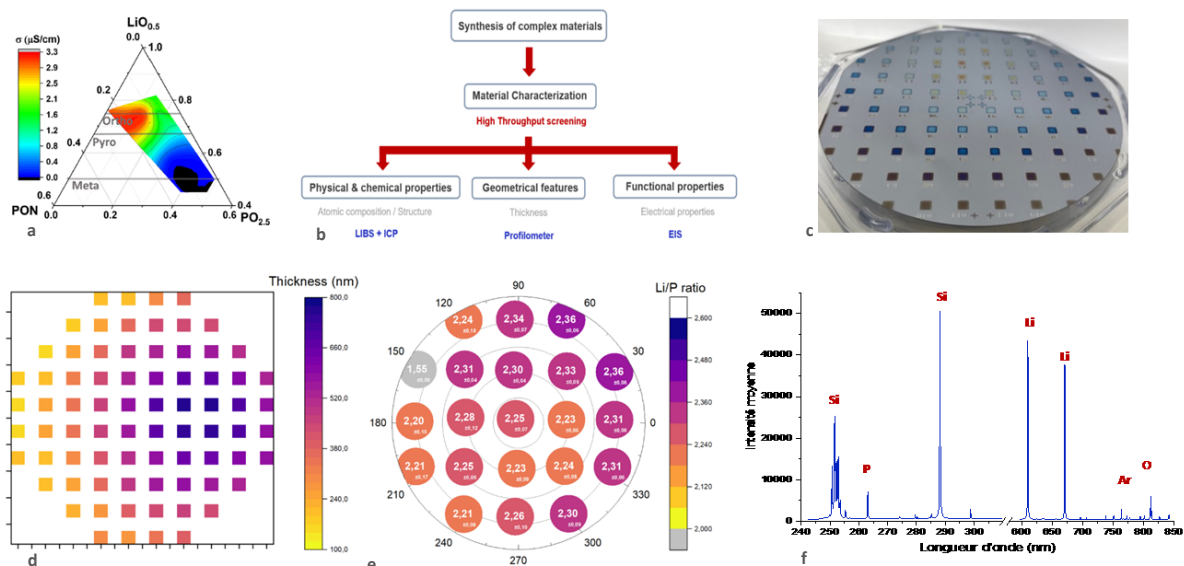 a
LiO0.5
0.0
1.0
σ (µS/cm)
3.3
2.9
2.6
2.1
1.6
1.2
0.8
0.4
0.0
0.2
0.8
Ortho
Pyro
0.4
0.6
Meta
0.6
0.4
PON
0.0
0.2
0.4
0.6
PO2.5
Synthesis of complex materials
Material Characterization
High Throughput screening
Physical & chemical properties
Geometrical features
Functional properties
Atomic composition / Structure
Thickness
Electrical properties
LIBS + ICP
Profilometer
EIS
b
c
Thickness (nm)
800,0
660,0
520,0
380,0
240,0
100,0
d
Li/P ratio
2,600
2,480
2,360
2,240
2,120
2,000
90
120
60
150
30
180
0
210
330
240
300
270
2,24
2,34
2,36
1,55
2,31
2,30
2,33
2,36
2,20
2,28
2,25
2,23
2,31
2,21
2,25
2,23
2,24
2,31
2,21
2,26
2,30
e
Intensité moyenne
50000
40000
30000
20000
10000
0
Si
Si
P
Li
Li
Ar
O
240 250 260 270 280 290 300 600 650 700 750 800 850
Longueur d'onde (nm)
f